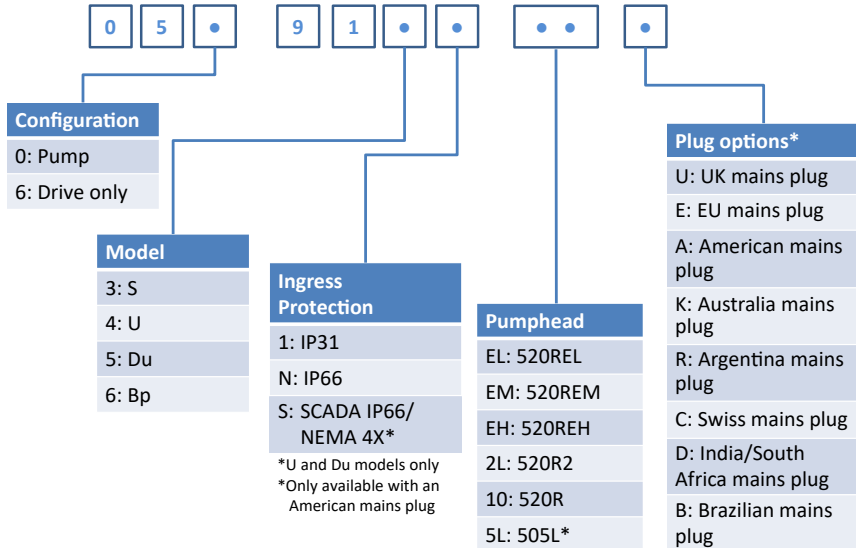 0 5 • 9 1 • • • • •
Configuration
0: Pump
6: Drive only
Model
3: S
4: U
5: Du
6: Bp
Ingress
Protection
1: IP31
N: IP66
S: SCADA IP66/
NEMA 4X*
*U and Du models only
*Only available with an
American mains plug
Pumphead
EL: 520REL
EM: 520REM
EH: 520REH
2L: 520R2
10: 520R
5L: 505L*
Plug options*
U: UK mains plug
E: EU mains plug
A: American mains
plug
K: Australia mains
plug
R: Argentina mains
plug
C: Swiss mains plug
D: India/South
Africa mains plug
B: Brazilian mains
plug